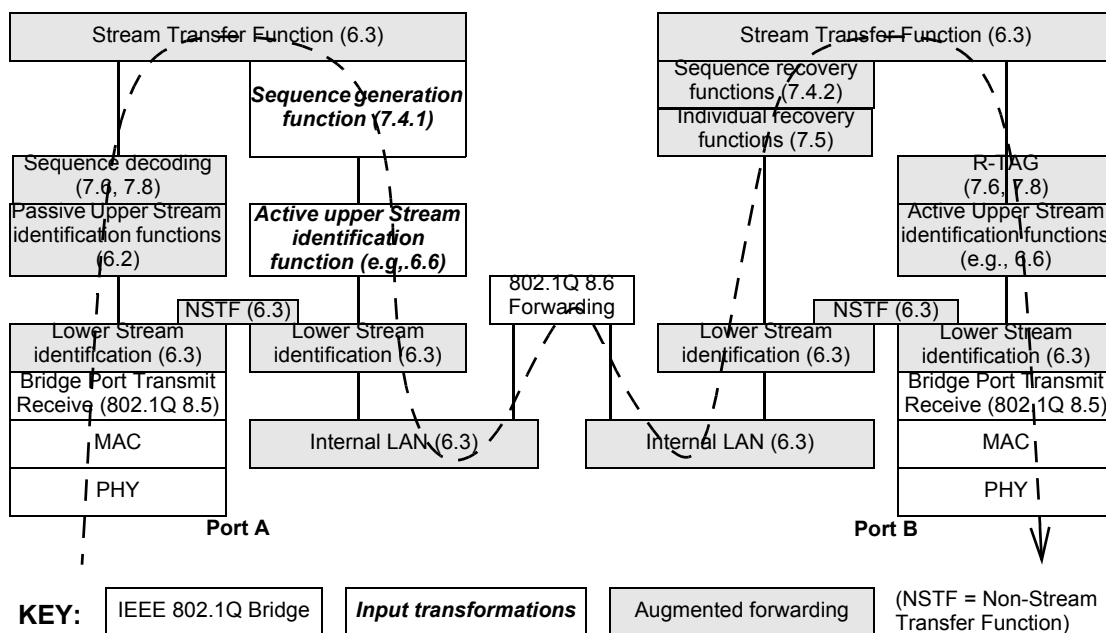 Stream Transfer Function (6.3)
Sequence generation
function (7.4.1)
Sequence decoding
(7.6, 7.8)
Passive Upper Stream
identification functions
(6.2)
Active upper Stream
identification
function (e.g,.6.6)
NSTF (6.3)
Lower Stream
identification (6.3)
Lower Stream
identification (6.3)
Bridge Port Transmit
Receive (802.1Q 8.5)
MAC
PHY
Internal LAN (6.3)
Port A
802.1Q 8.6
Forwarding
Stream Transfer Function (6.3)
Sequence recovery
functions (7.4.2)
Individual recovery
functions (7.5)
R-TAG
(7.6, 7.8)
Active Upper Stream
identification functions
(e.g., 6.6)
NSTF (6.3)
Lower Stream
identification (6.3)
Lower Stream
identification (6.3)
Internal LAN (6.3)
Bridge Port Transmit
Receive (802.1Q 8.5)
MAC
PHY
Port B
KEY:
IEEE 802.1Q Bridge
Input transformations
Augmented forwarding
(NSTF = Non-Stream
Transfer Function)